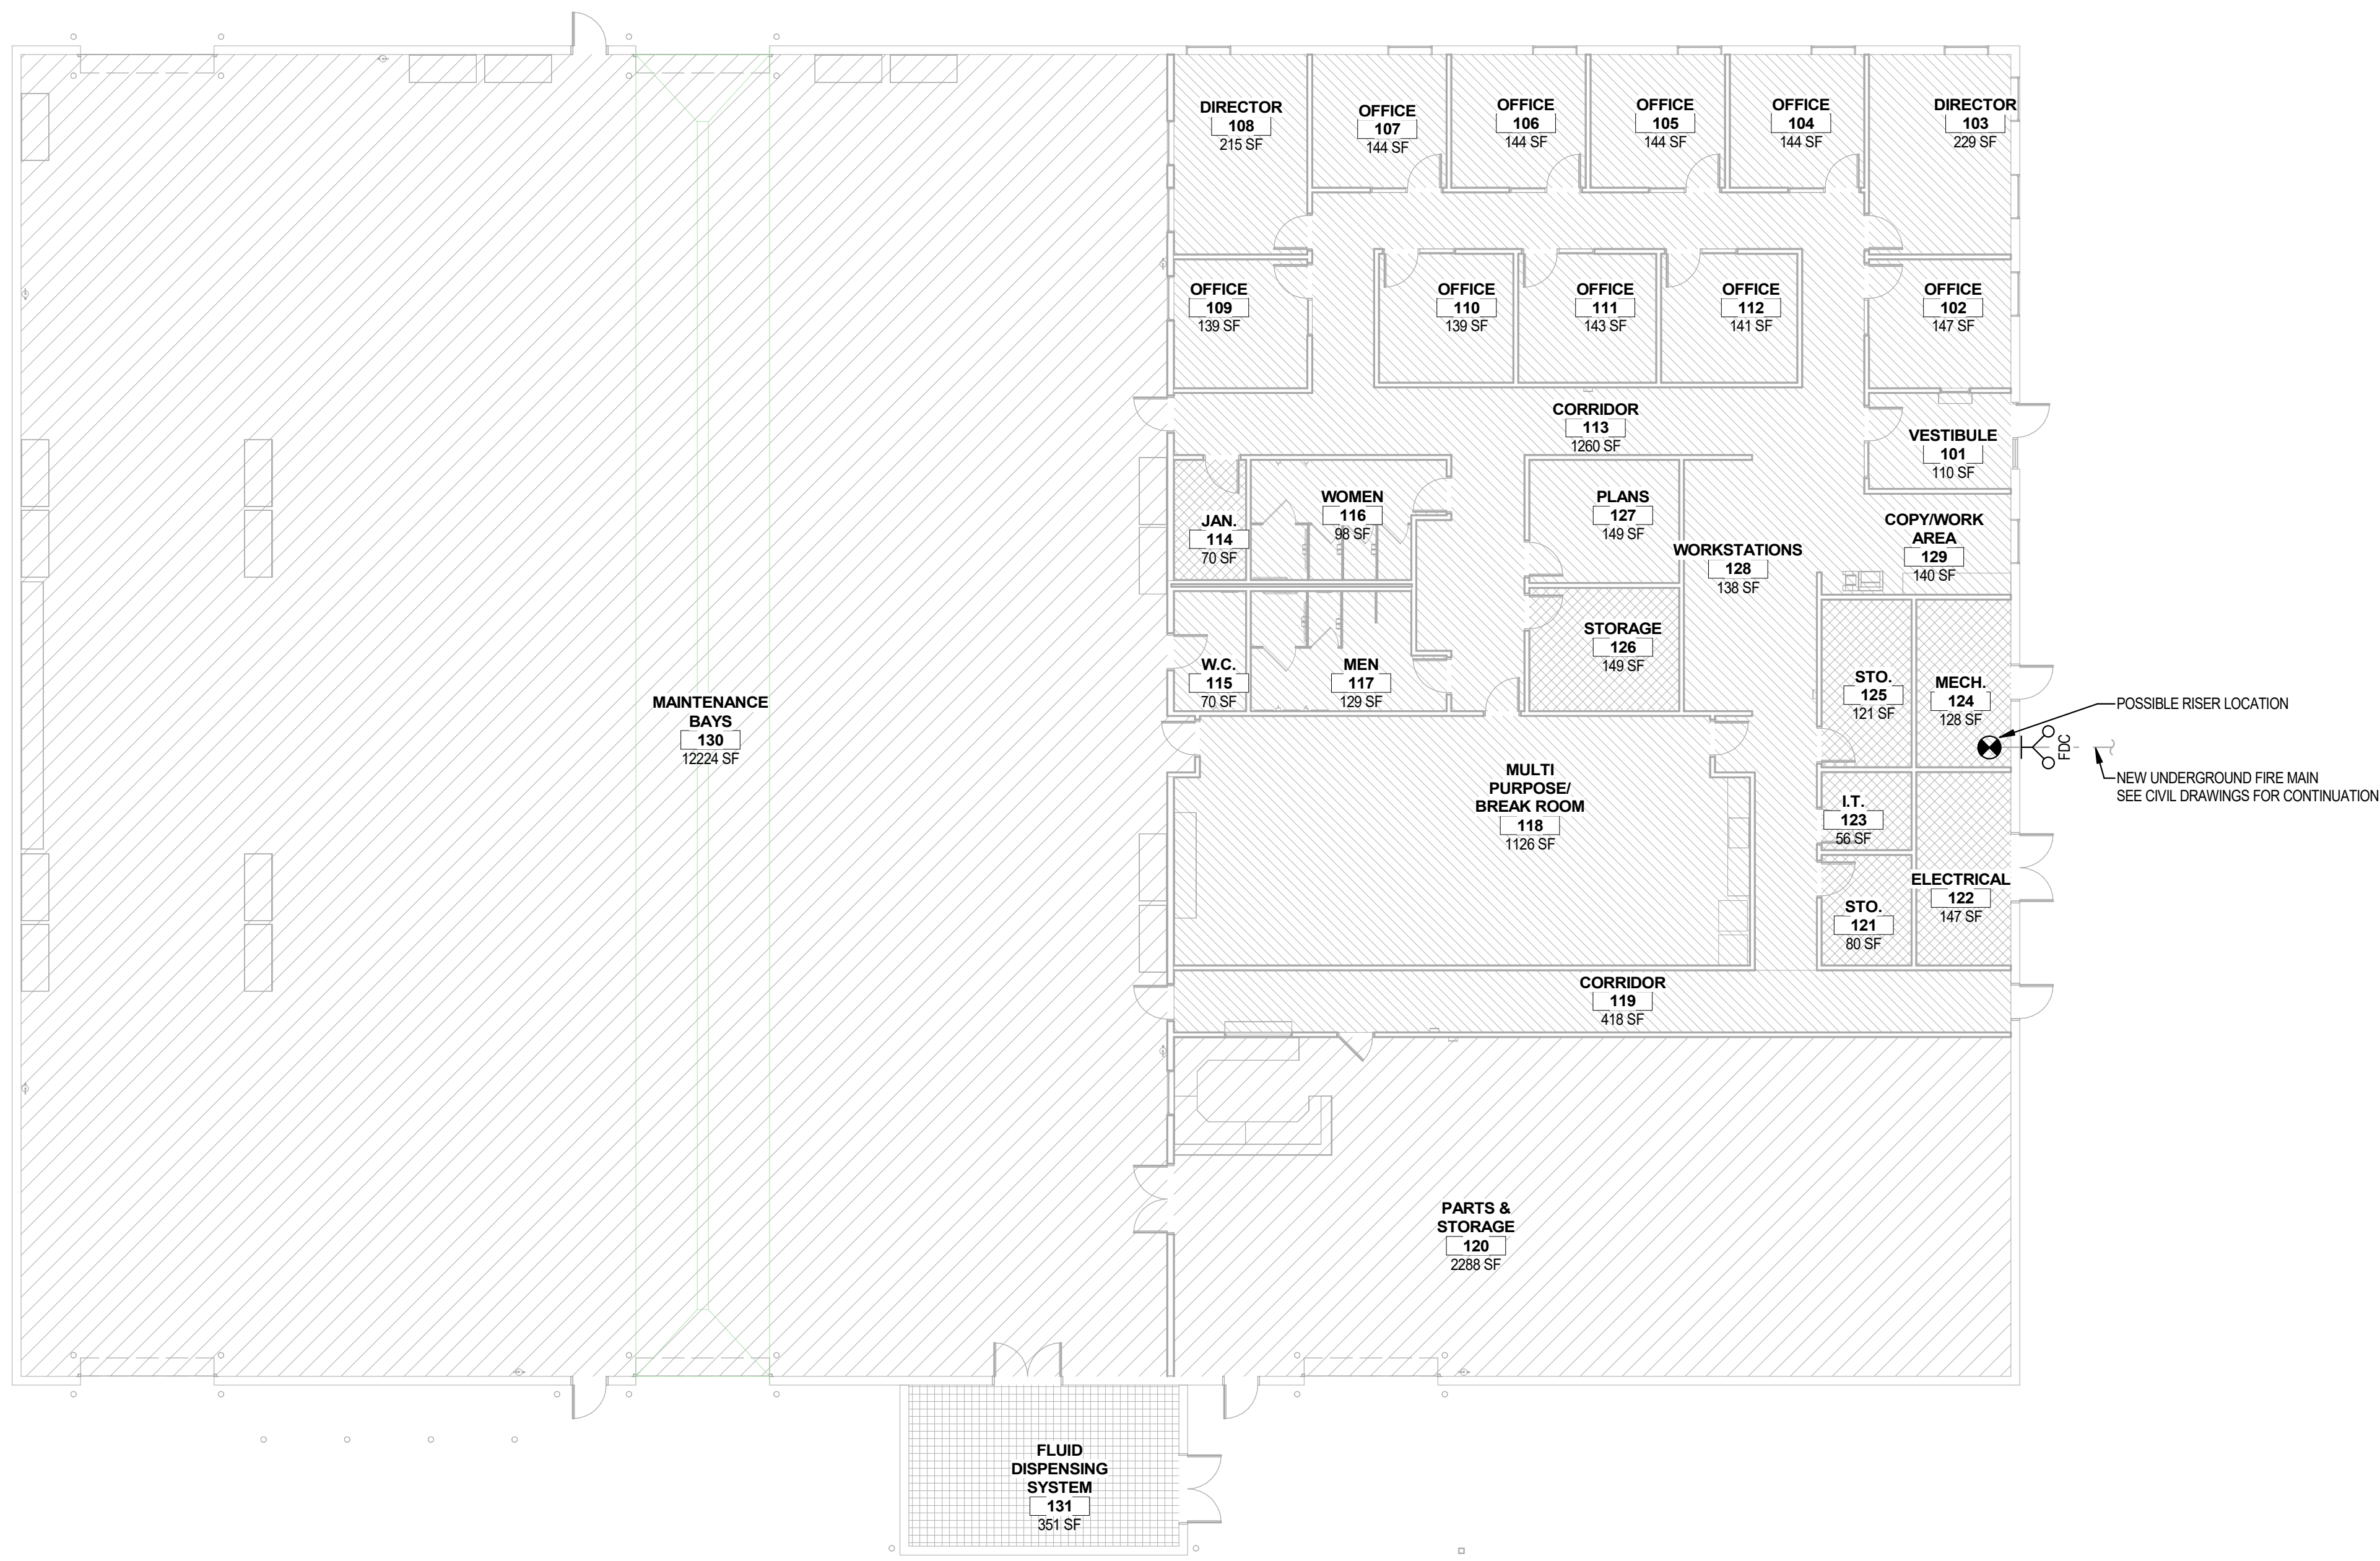 DIRECTOR
108
215 SF
OFFICE
107
144 SF
OFFICE
106
144 SF
OFFICE
105
144 SF
OFFICE
104
144 SF
DIRECTOR
103
229 SF
OFFICE
109
139 SF
OFFICE
110
139 SF
OFFICE
111
143 SF
OFFICE
112
141 SF
OFFICE
102
147 SF
CORRIDOR
113
1260 SF
VESTIBULE
101
110 SF
JAN.
114
70 SF
WOMEN
116
98 SF
PLANS
127
149 SF
WORKSTATIONS
128
138 SF
COPY/WORK
AREA
129
140 SF
W.C.
115
70 SF
MEN
117
129 SF
STORAGE
126
149 SF
STO.
125
121 SF
MECH.
124
128 SF
POSSIBLE RISER LOCATION
FDC
NEW UNDERGROUND FIRE MAIN
SEE CIVIL DRAWINGS FOR CONTINUATION
MAINTENANCE
BAYS
130
12224 SF
MULTI
PURPOSE/
BREAK ROOM
118
1126 SF
I.T.
123
56 SF
ELECTRICAL
122
147 SF
STO.
121
80 SF
CORRIDOR
119
418 SF
PARTS &
STORAGE
120
2288 SF
FLUID
DISPENSING
SYSTEM
131
351 SF